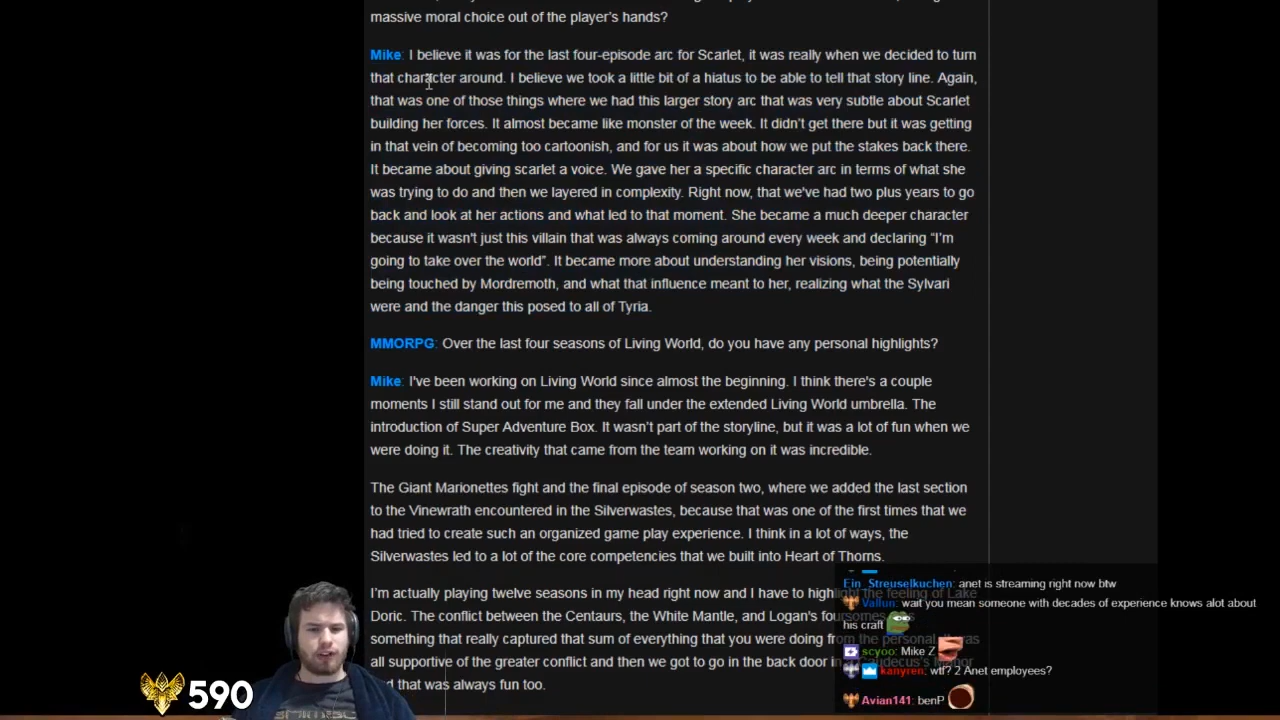 massive moral choice out of the player's hands?
Mike: I believe it was for the last four-episode arc for Scarlet, it was really when we decided to turn
that character around. I believe we took a little bit of a hiatus to be able to tell that story line. Again,
that was one of those things where we had this larger story arc that was very subtle about Scarlet
building her forces. It almost became like monster of the week. It didn't get there but it was getting
in that vein of becoming too cartoonish, and for us it was about how we put the stakes back there.
It became about giving scarlet a voice. We gave her a specific character arc in terms of what she
was trying to do and then we layered in complexity. Right now, that we've had two plus years to go
back and look at her actions and what led to that moment. She became a much deeper character
because it wasn't just this villain that was always coming around every week and declaring “I'm
going to take over the world”. It became more about understanding her visions, being potentially
being touched by Mordremoth, and what that influence meant to her, realizing what the Sylvari
were and the danger this posed to all of Tyria.
MMORPG: Over the last four seasons of Living World, do you have any personal highlights?
Mike: I've been working on Living World since almost the beginning. I think there's a couple
moments I still stand out for me and they fall under the extended Living World umbrella. The
introduction of Super Adventure Box. It wasn't part of the storyline, but it was a lot of fun when we
were doing it. The creativity that came from the team working on it was incredible.
The Giant Marionettes fight and the final episode of season two, where we added the last section
to the Vinewrath encountered in the Silverwastes, because that was one of the first times that we
had tried to create such an organized game play experience. I think in a lot of ways, the
Silverwastes led to a lot of the core competencies that we built into Heart of Thorns.
I'm actually playing twelve seasons in my head right now and I have to highlight the feeling of Lake
Doric. The conflict between the Centaurs, the White Mantle, and Logan's
something that really captured that sum of everything that you were doing from the personal.
all supportive of the greater conflict and then we got to go in the back door in
that was always fun too.
Ein_Streuselkuchen: anet is streaming right now btw
Vallun: wait you mean someone with decades of experience knows alot about
his craft
scyoo: Mike Z
kanyren: wtf? 2 Anet employees?
Avian141: benP
590